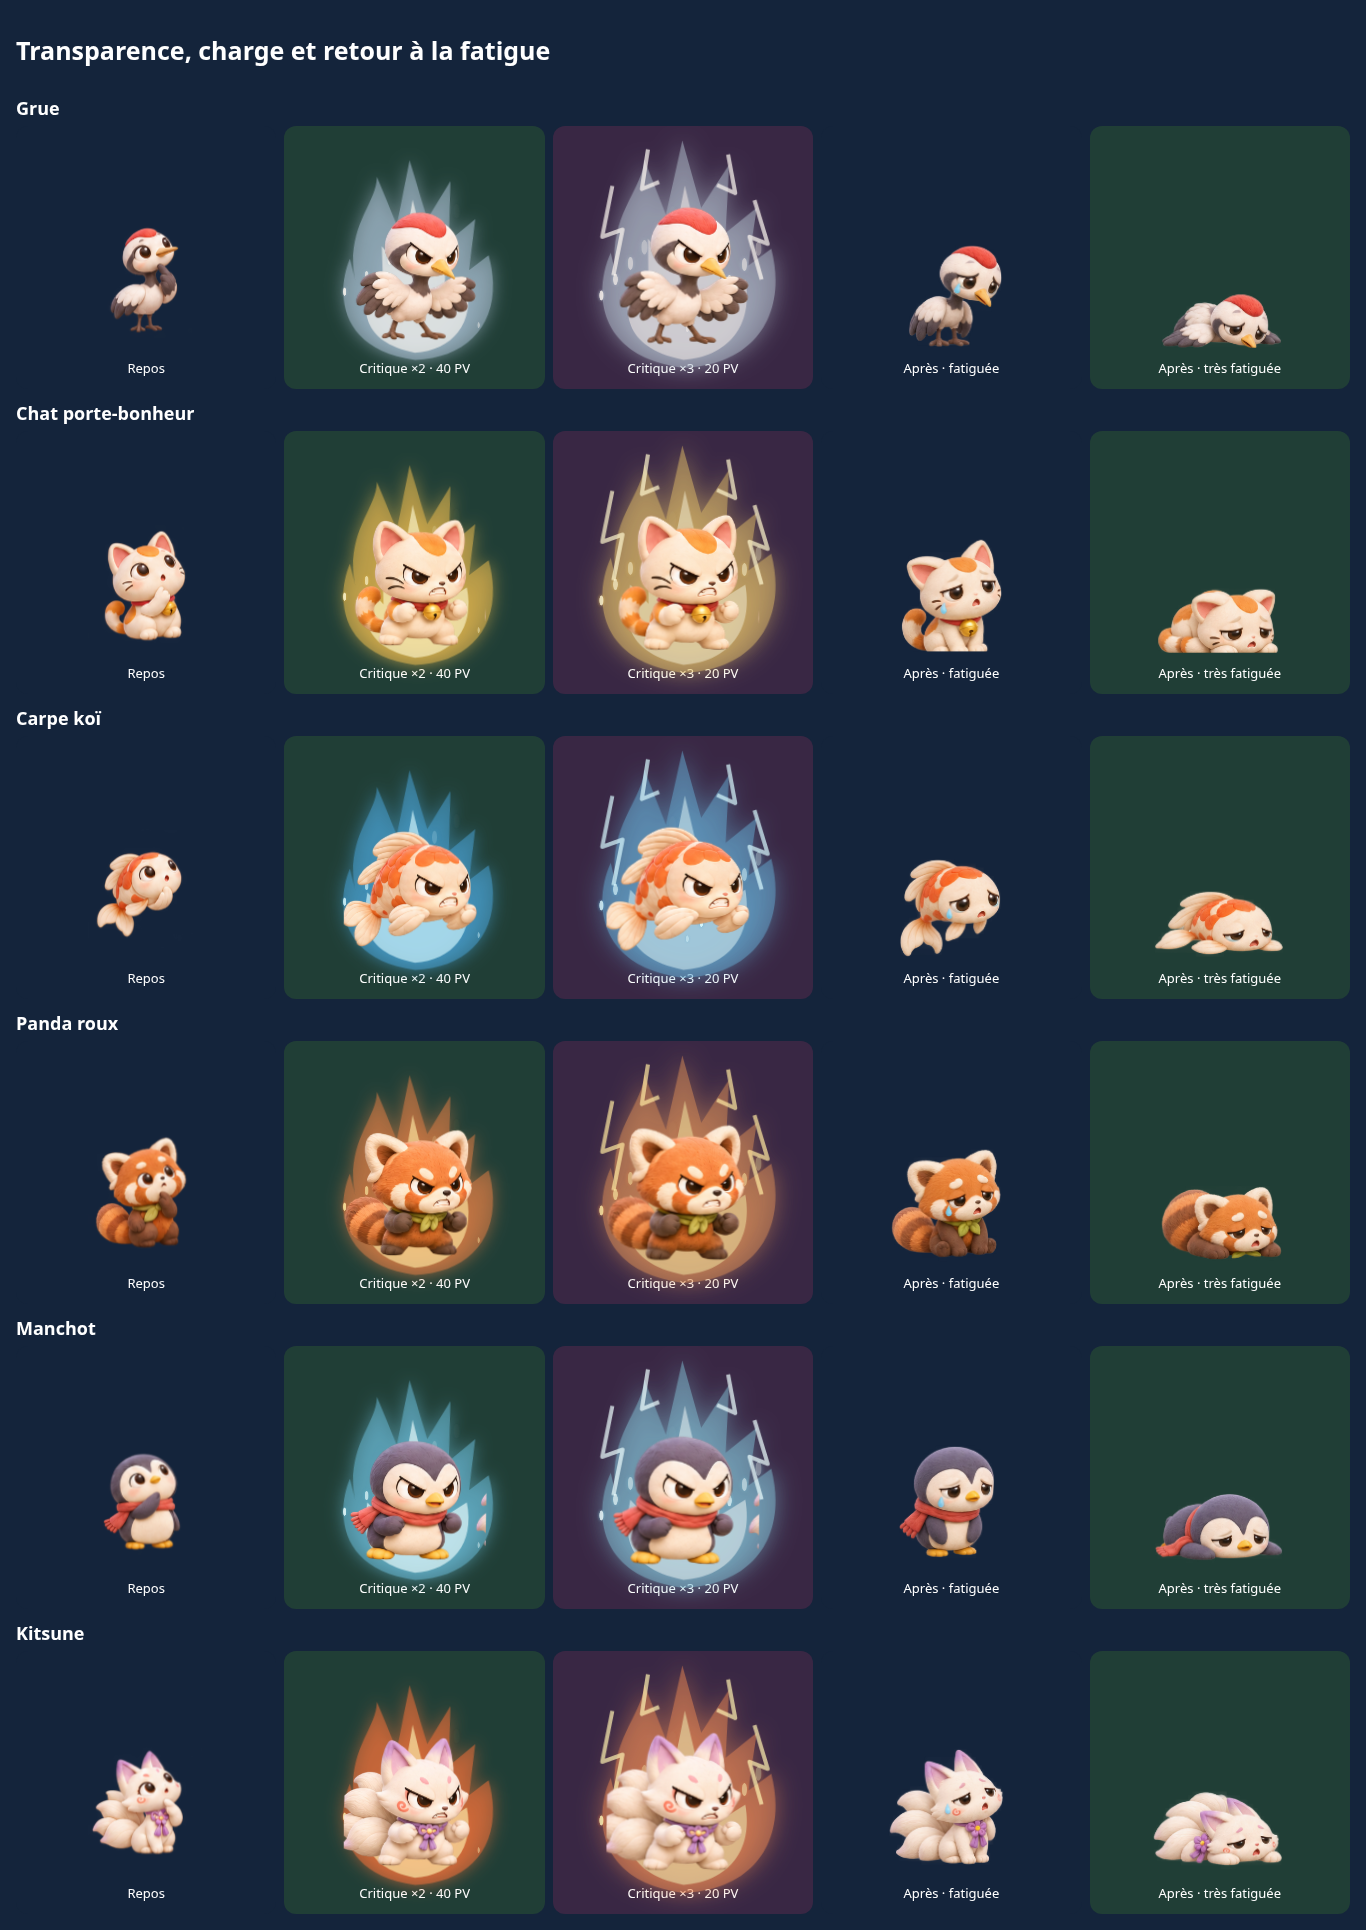 Transparence, charge et retour à la fatigue
Grue
Repos
Critique ×2 · 40 PV
Critique ×3 · 20 PV
Après · fatiguée
Après · très fatiguée
Chat porte-bonheur
Repos
Critique ×2 · 40 PV
Critique ×3 · 20 PV
Après · fatiguée
Après · très fatiguée
Carpe koï
Repos
Critique ×2 · 40 PV
Critique ×3 · 20 PV
Après · fatiguée
Après · très fatiguée
Panda roux
Repos
Critique ×2 · 40 PV
Critique ×3 · 20 PV
Après · fatiguée
Après · très fatiguée
Manchot
Repos
Critique ×2 · 40 PV
Critique ×3 · 20 PV
Après · fatiguée
Après · très fatiguée
Kitsune
Repos
Critique ×2 · 40 PV
Critique ×3 · 20 PV
Après · fatiguée
Après · très fatiguée